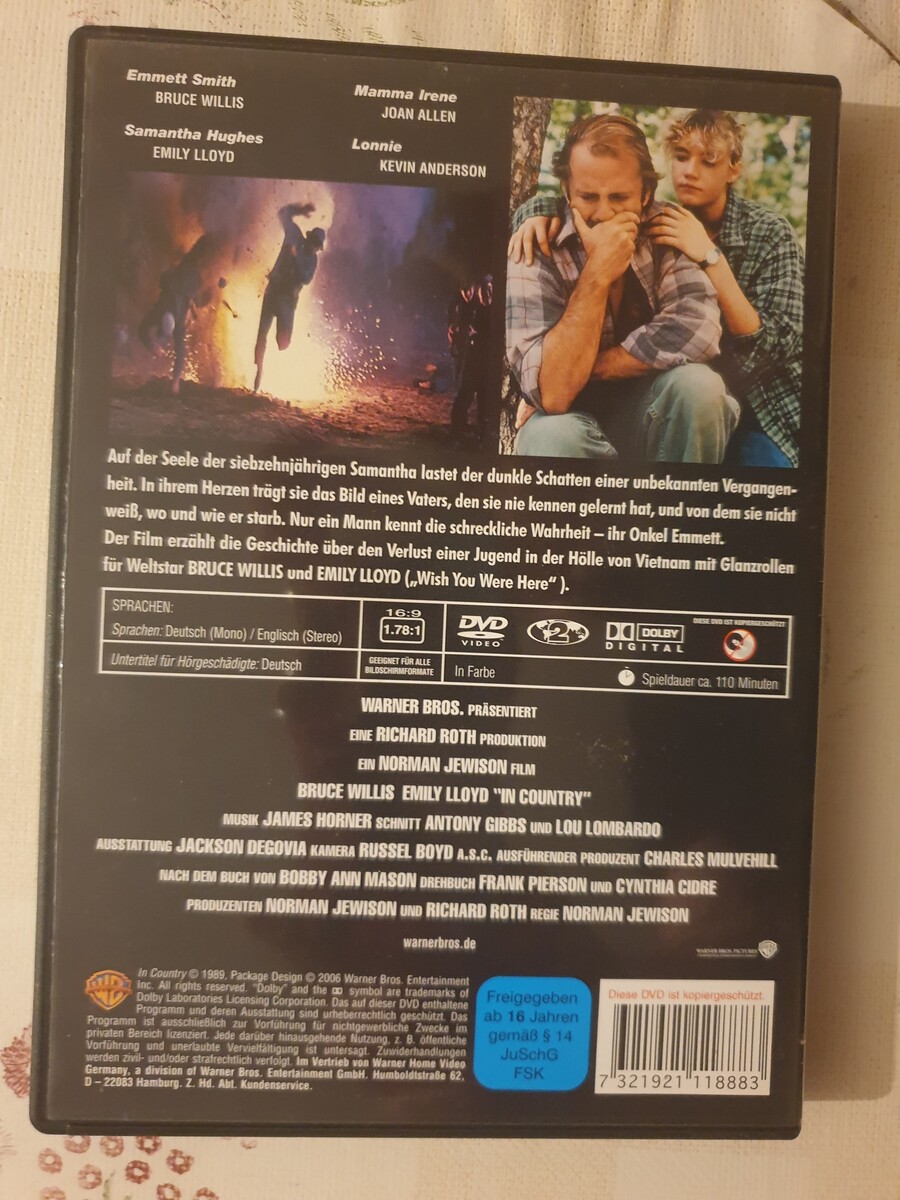 Emmett Smith
BRUCE WILLIS
Mamma Irene
JOAN ALLEN
Samantha Hughes
EMILY LLOYD
Lonnie
KEVIN ANDERSON
Auf der Seele der siebzehnjährigen Samantha lastet der dunkle Schatten einer unbekannten Vergangen-
heit. In ihrem Herzen trägt sie das Bild eines Vaters, den sie nie kennen gelernt hat, und von dem sie nicht
weiß, wo und wie er starb. Nur ein Mann kennt die schreckliche Wahrheit – ihr Onkel Emmett.
Der Film erzählt die Geschichte über den Verlust einer Jugend in der Hölle von Vietnam mit Glanzrollen
für Weltstar BRUCE WILLIS und EMILY LLOYD („Wish You Were Here“ ).
SPRACHEN:
Sprachen: Deutsch (Mono) / Englisch (Stereo)
Untertitel für Hörgeschädigte: Deutsch
16:9
1.78:1
GEEIGNET FÜR ALLE
BILDSCHIRMFORMATE
DVD
VIDEO
2
DOLBY
DIGITAL
DIESE DVD IST KOPIERGESCHÜTZT
In Farbe
Spieldauer ca. 110 Minuten
WARNER BROS. PRÄSENTIERT
EINE RICHARD ROTH PRODUKTION
EIN NORMAN JEWISON FILM
BRUCE WILLIS EMILY LLOYD "IN COUNTRY"
MUSIK JAMES HORNER SCHNITT ANTONY GIBBS UND LOU LOMBARDO
AUSSTATTUNG JACKSON DEGOVIA KAMERA RUSSEL BOYD A.S.C. AUSFÜHRENDER PRODUZENT CHARLES MULVEHILL
NACH DEM BUCH VON BOBBY ANN MASON DREHBUCH FRANK PIERSON UND CYNTHIA CIDRE
PRODUZENTEN NORMAN JEWISON UND RICHARD ROTH REGIE NORMAN JEWISON
warnerbros.de
WARNER BROS. PICTURES
In Country © 1989, Package Design © 2006 Warner Bros. Entertainment
Inc. All rights reserved. "Dolby" and the symbol are trademarks of
Dolby Laboratories Licensing Corporation. Das auf dieser DVD enthaltene
Programm und deren Ausstattung sind urheberrechtlich geschützt. Das
Programm ist ausschließlich zur Vorführung für nichtgewerbliche Zwecke im
privaten Bereich lizenziert. Jede darüber hinausgehende Nutzung, z. B. öffentliche
Vorführung und unerlaubte Vervielfältigung ist untersagt. Zuwiderhandlungen
werden zivil- und/oder strafrechtlich verfolgt. Im Vertrieb von Warner Home Video
Germany, a division of Warner Bros. Entertainment GmbH. Humboldtstraße 62,
D – 22083 Hamburg. Z. Hd. Abt. Kundenservice.
Freigegeben
ab 16 Jahren
gemäß § 14
JuSchG
FSK
Diese DVD ist kopiergeschützt.
7 321921 118883